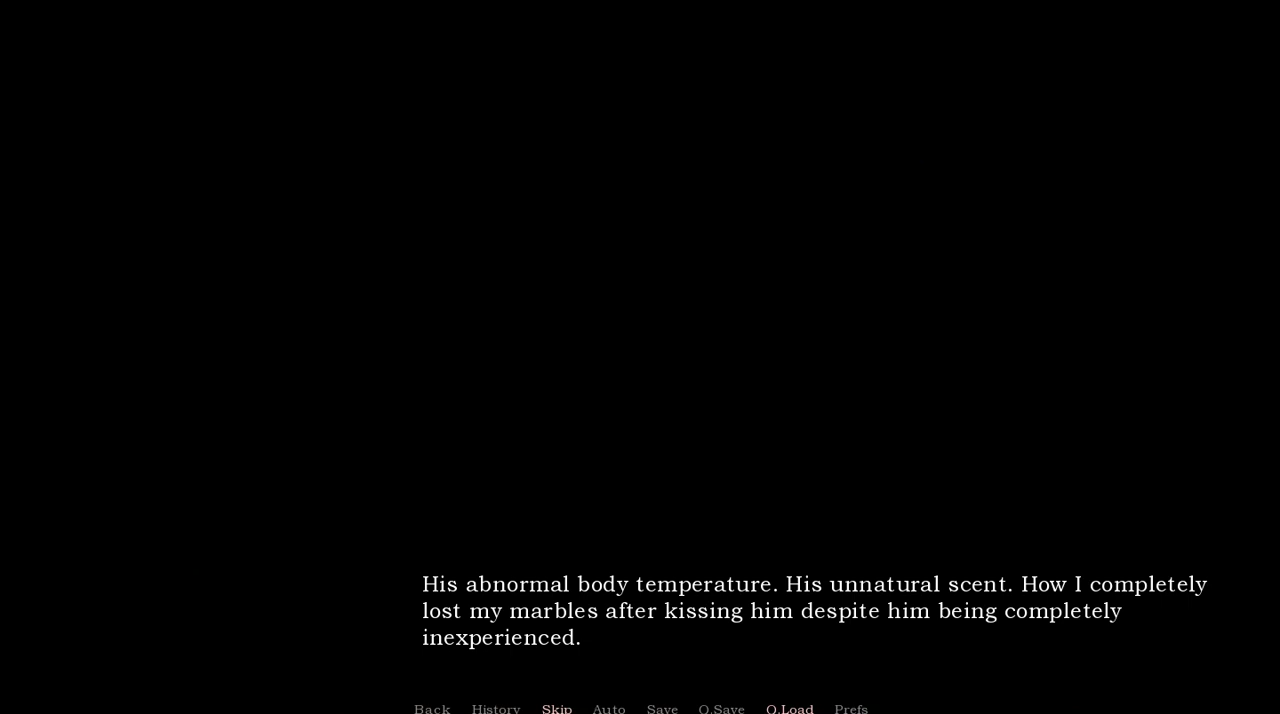 His abnormal body temperature. His unnatural scent. How I completely
lost my marbles after kissing him despite him being completely
inexperienced.
Back History Skip Auto Save Q.Save Q.Load Prefs